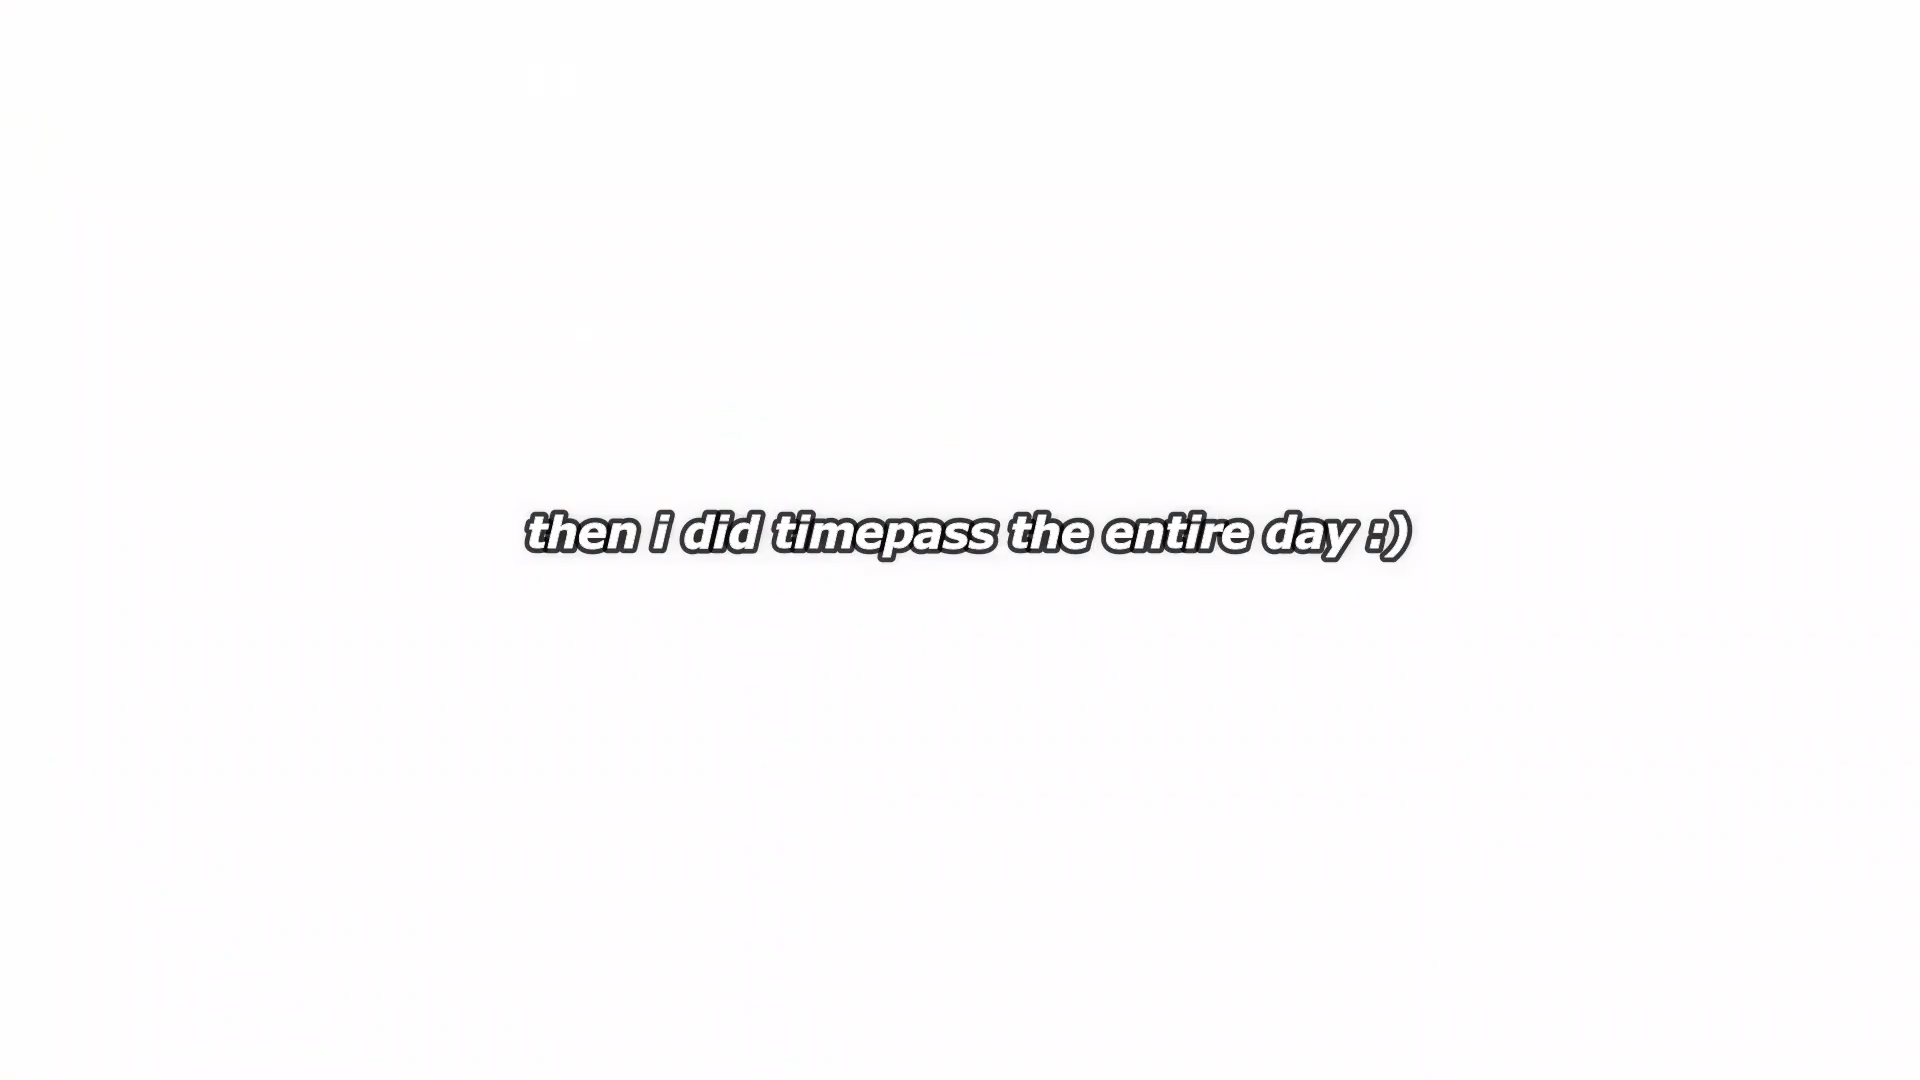 then i did timepass the entire day :)